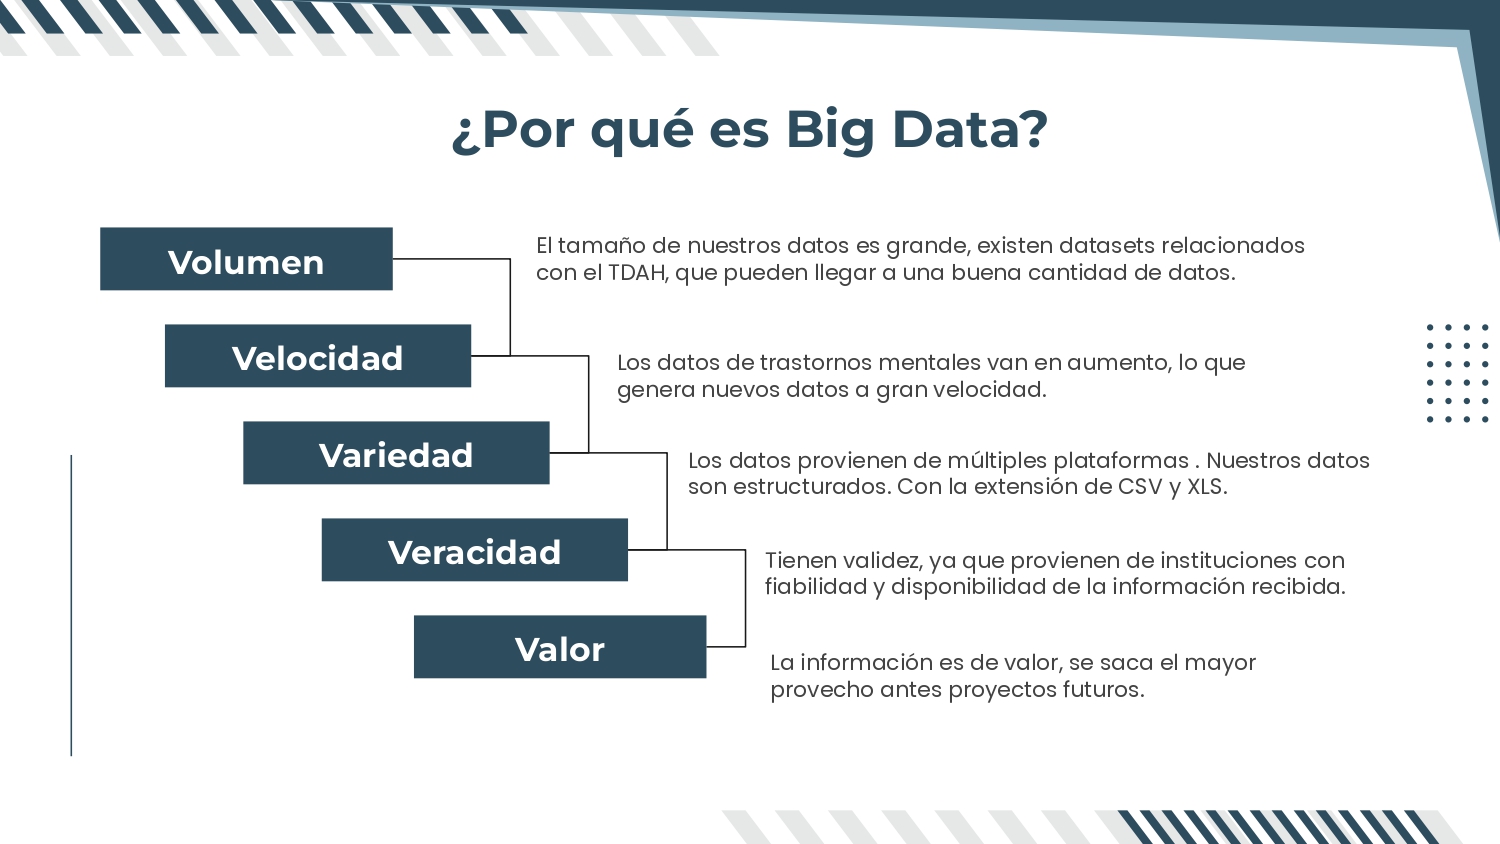 ¿Por qué es Big Data?
Volumen
El tamaño de nuestros datos es grande, existen datasets relacionados
con el TDAH, que pueden llegar a una buena cantidad de datos.
Velocidad
Los datos de trastornos mentales van en aumento, lo que
genera nuevos datos a gran velocidad.
Variedad
Los datos provienen de múltiples plataformas . Nuestros datos
son estructurados. Con la extensión de CSV y XLS.
Veracidad
Tienen validez, ya que provienen de instituciones con
fiabilidad y disponibilidad de la información recibida.
Valor
La información es de valor, se saca el mayor
provecho antes proyectos futuros.